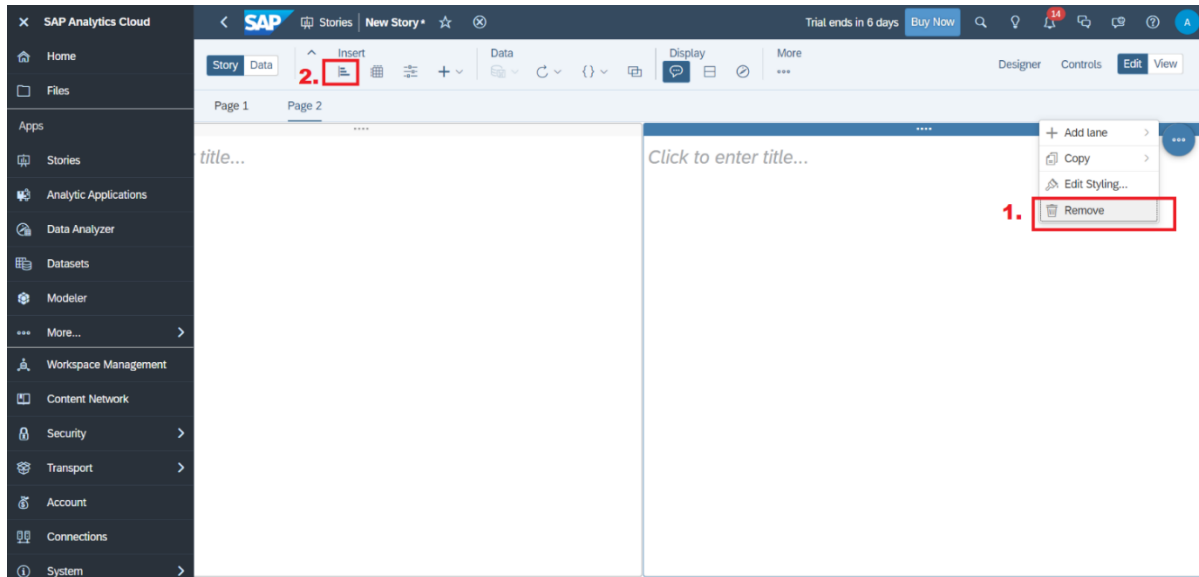 SAP Analytics Cloud
SAP Stories New Story*
Trial ends in 6 days Buy Now 14 A
Home
Files
Apps
Stories
Analytic Applications
Data Analyzer
Datasets
Modeler
More...
Workspace Management
Content Network
Security
Transport
Account
Connections
System
Story Data
Insert
2.
Data
Display
More
Designer Controls Edit View
Page 1 Page 2
title...
Click to enter title...
Add lane
Copy
Edit Styling...
1. Remove